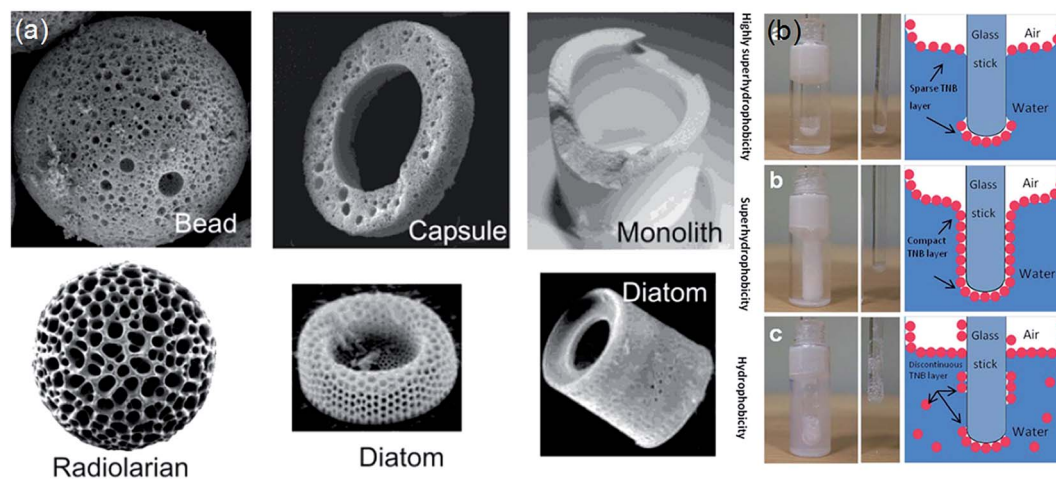 (a)
Bead
Capsule
Monolith
Radiolarian
Diatom
Diatom
Highly superhydrophobicity
Superhydrophobicity
Hydrophobicity
(b)
Glass
stick
Air
Sparse TNB
layer
Water
b
Glass
stick
Air
Compact
TNB layer
Water
c
Glass
stick
Air
Discontinuous
TNB layer
Water